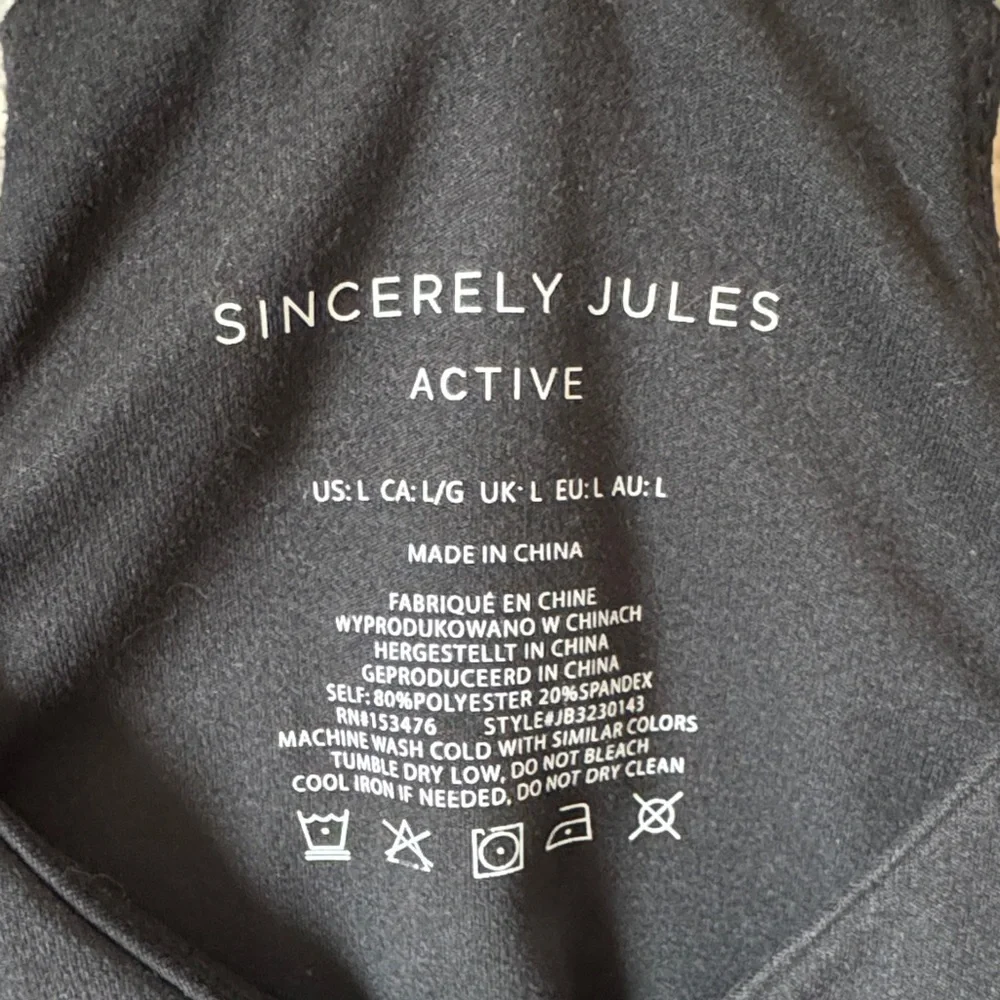 SINCERELY JULES
ACTIVE
US: L CA: L/G UK: L EU: L AU: L
MADE IN CHINA
FABRIQUÉ EN CHINE
WYPRODUKOWANO W CHINACH
HERGESTELLT IN CHINA
GEPRODUCEERD IN CHINA
SELF: 80%POLYESTER 20%SPANDEX
RN#153476 STYLE#JB3230143
MACHINE WASH COLD WITH SIMILAR COLORS
TUMBLE DRY LOW, DO NOT BLEACH
COOL IRON IF NEEDED, DO NOT DRY CLEAN